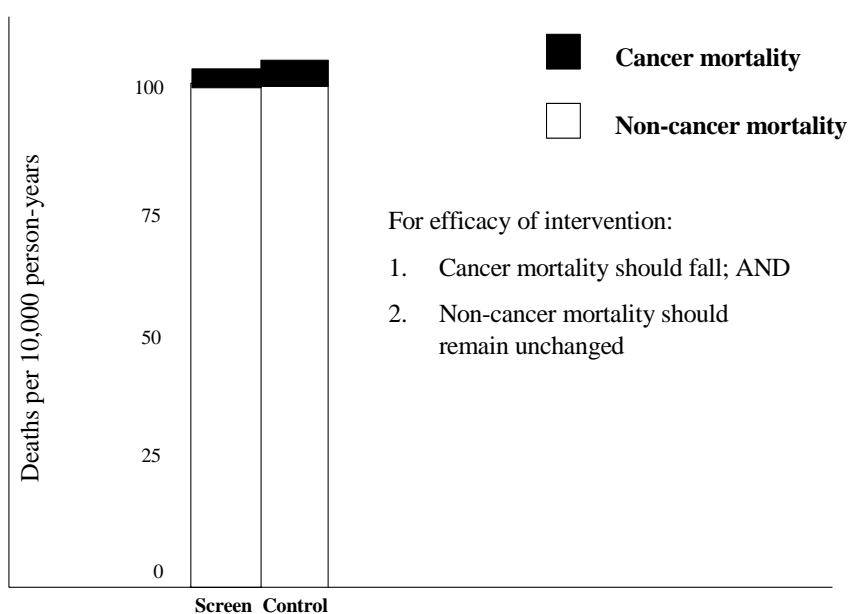 Cancer mortality
Non-cancer mortality
Deaths per 10,000 person-years
100
75
50
25
0
For efficacy of intervention:
1. Cancer mortality should fall; AND
2. Non-cancer mortality should
remain unchanged
Screen Control